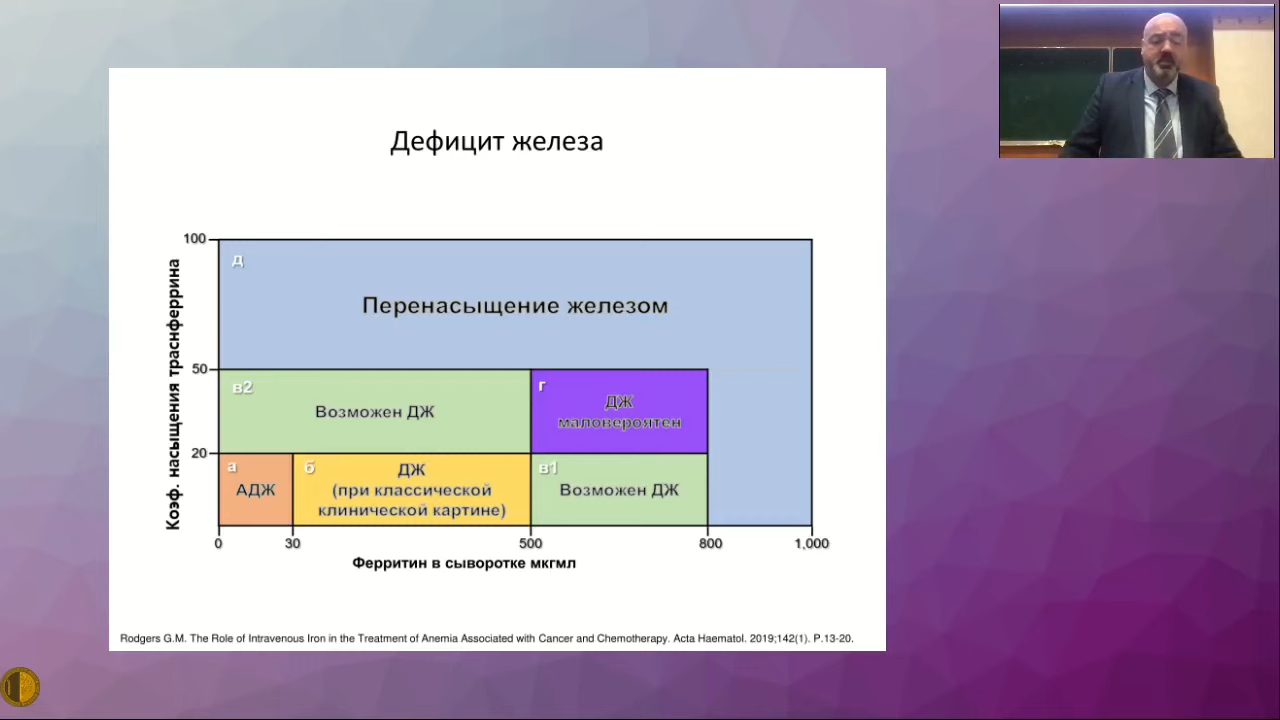 Дефицит железа
Коэф. насыщения траснферрина
100
50
20
д
Перенасыщение железом
в2
Возможен ДЖ
г
ДЖ
маловероятен
а
АДЖ
б
ДЖ
(при классической
клинической картине)
в1
Возможен ДЖ
0
30
500
800
1,000
Ферритин в сыворотке мкгмл
Rodgers G.M. The Role of Intravenous Iron in the Treatment of Anemia Associated with Cancer and Chemotherapy. Acta Haematol. 2019;142(1). P.13-20.